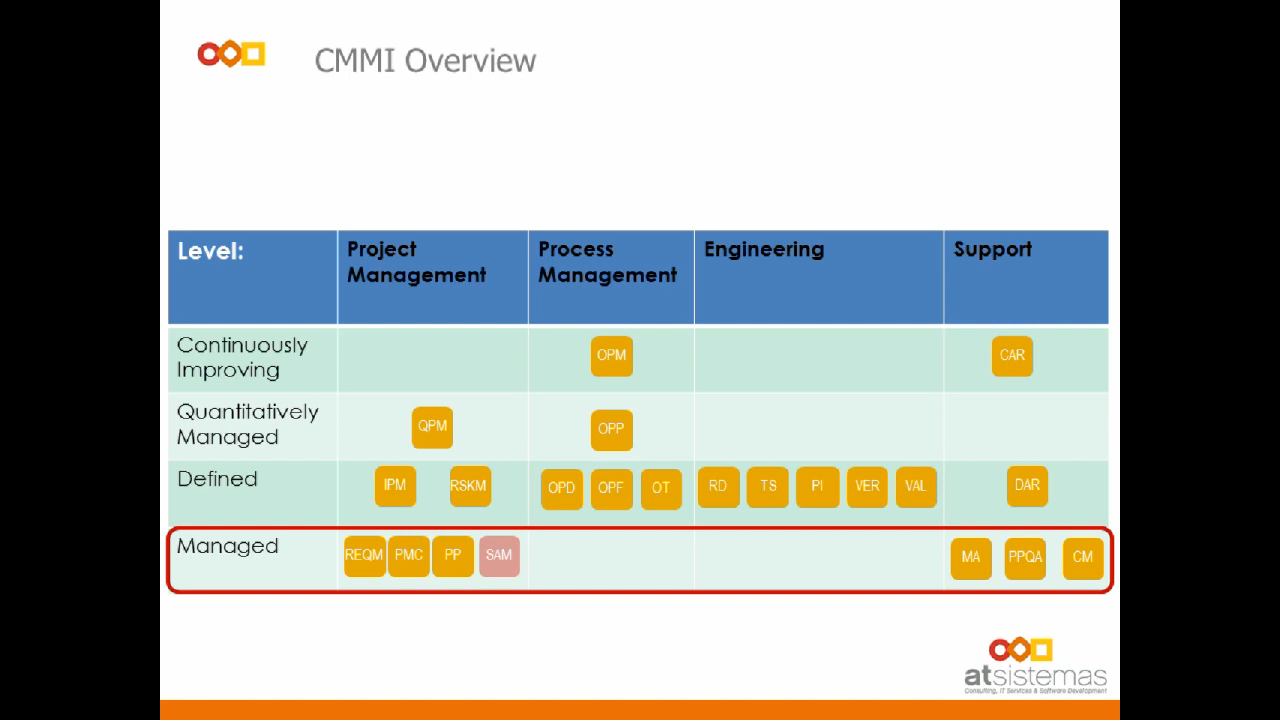 CMMI Overview
Level:
Project
Management
Process
Management
Engineering
Support
Continuously
Improving
OPM
CAR
Quantitatively
Managed
QPM
OPP
Defined
IPM
RSKM
OPD
OPF
OT
RD
TS
PI
VER
VAL
DAR
Managed
REQM
PMC
PP
SAM
MA
PPQA
CM
atsistemas
Consulting, IT Services & Software Development